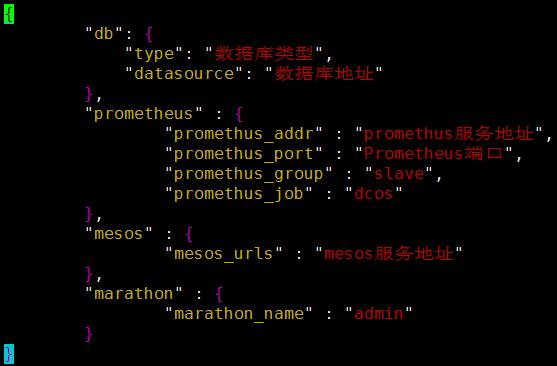 {
"db": {
"type": "数据库类型",
"datasource": "数据库地址"
},
"prometheus" : {
"promethus_addr" : "promethus服务地址",
"promethus_port" : "Prometheus端口",
"promethus_group" : "slave",
"promethus_job" : "dcos"
},
"mesos" : {
"mesos_urls" : "mesos服务地址"
},
"marathon" : {
"marathon_name" : "admin"
}
}